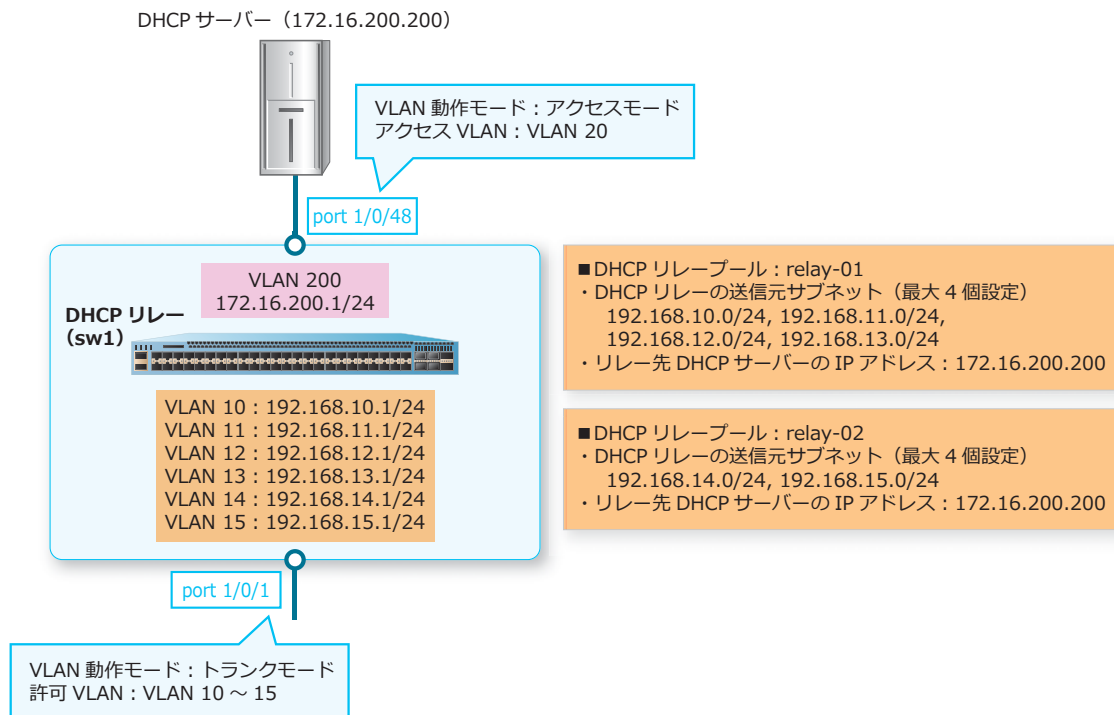 DHCP サーバー（172.16.200.200）
VLAN 動作モード：アクセスモード
アクセス VLAN：VLAN 20
port 1/0/48
VLAN 200
172.16.200.1/24
DHCP リレー
（sw1）
VLAN 10：192.168.10.1/24
VLAN 11：192.168.11.1/24
VLAN 12：192.168.12.1/24
VLAN 13：192.168.13.1/24
VLAN 14：192.168.14.1/24
VLAN 15：192.168.15.1/24
■DHCP リレープール：relay-01
・DHCP リレーの送信元サブネット（最大 4 個設定）
192.168.10.0/24, 192.168.11.0/24,
192.168.12.0/24, 192.168.13.0/24
・リレー先 DHCP サーバーの IP アドレス：172.16.200.200
■DHCP リレープール：relay-02
・DHCP リレーの送信元サブネット（最大 4 個設定）
192.168.14.0/24, 192.168.15.0/24
・リレー先 DHCP サーバーの IP アドレス：172.16.200.200
port 1/0/1
VLAN 動作モード：トランクモード
許可 VLAN：VLAN 10 ～ 15